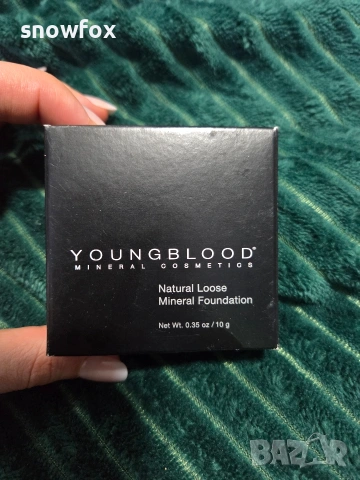 snowfox
YOUNGBLOOD®
MINERAL COSMETICS
Natural Loose
Mineral Foundation
Net Wt. 0.35 oz / 10 g
BAZAR